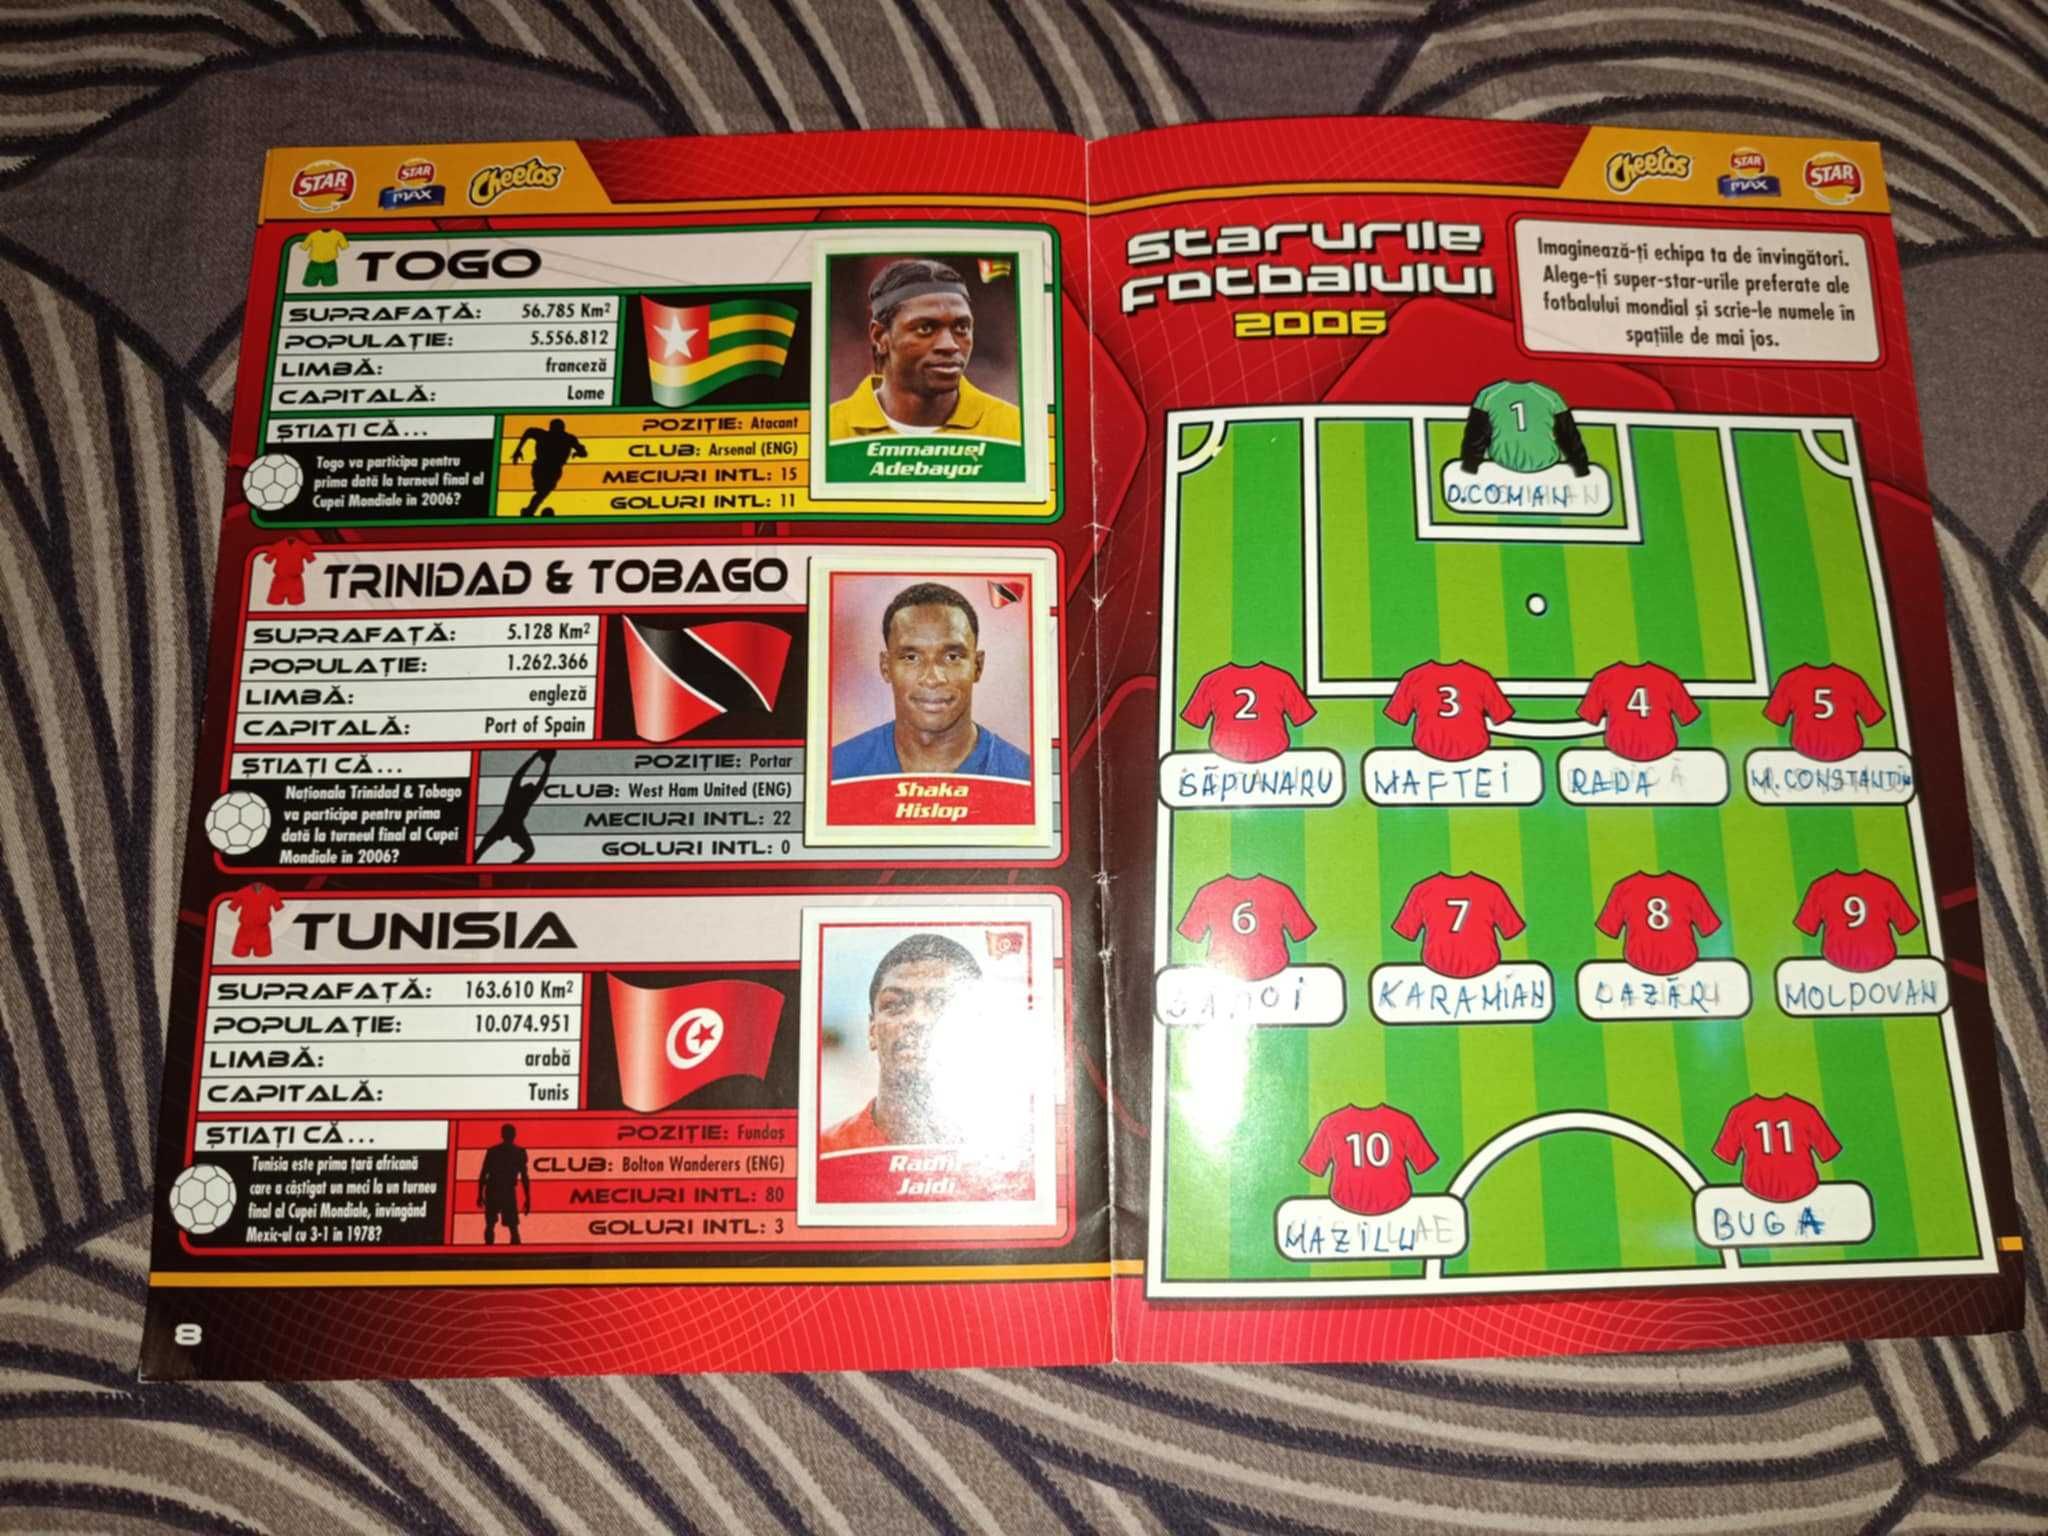 STAR
STAR
MAX
Cheetos
TOGO
SUPRAFAȚĂ: 56.785 Km²
POPULAȚIE: 5.556.812
LIMBĂ: franceză
CAPITALĂ: Lome
ȘTIAȚI CĂ...
Togo va participa pentru
prima dată la turneul final al
Cupei Mondiale în 2006?
POZIȚIE: Atacant
CLUB: Arsenal (ENG)
MECIURI INTL: 15
GOLURI INTL: 11
Emmanuel
Adebayor
TRINIDAD & TOBAGO
SUPRAFAȚĂ: 5.128 Km²
POPULAȚIE: 1.262.366
LIMBĂ: engleză
CAPITALĂ: Port of Spain
ȘTIAȚI CĂ...
Naționala Trinidad & Tobago
va participa pentru prima
dată la turneul final al Cupei
Mondiale în 2006?
POZIȚIE: Portar
CLUB: West Ham United (ENG)
MECIURI INTL: 22
GOLURI INTL: 0
Shaka
Hislop
TUNISIA
SUPRAFAȚĂ: 163.610 Km²
POPULAȚIE: 10.074.951
LIMBĂ: arabă
CAPITALĂ: Tunis
ȘTIAȚI CĂ...
Tunisia este prima țară africană
care a câștigat un meci la un turneu
final al Cupei Mondiale, învingând
Mexic-ul cu 3-1 in 1978?
POZIȚIE: Fundaș
CLUB: Bolton Wanderers (ENG)
MECIURI INTL: 80
GOLURI INTL: 3
Jaidi
8
Cheetos
STAR
MAX
STAR
Starurile
Fotbalului
2006
Imaginează-ți echipa ta de învingători.
Alege-ți super-star-urile preferate ale
fotbalului mondial și scrie-le numele în
spațiile de mai jos.
1
D.COMAN
2 3 4 5
SĂPUNARU MAFTEI RADA M.CONSTANTIN
6 7 8 9
KARAMIAN LAZĂR MOLDOVAN
10 11
MAZILU BUGA